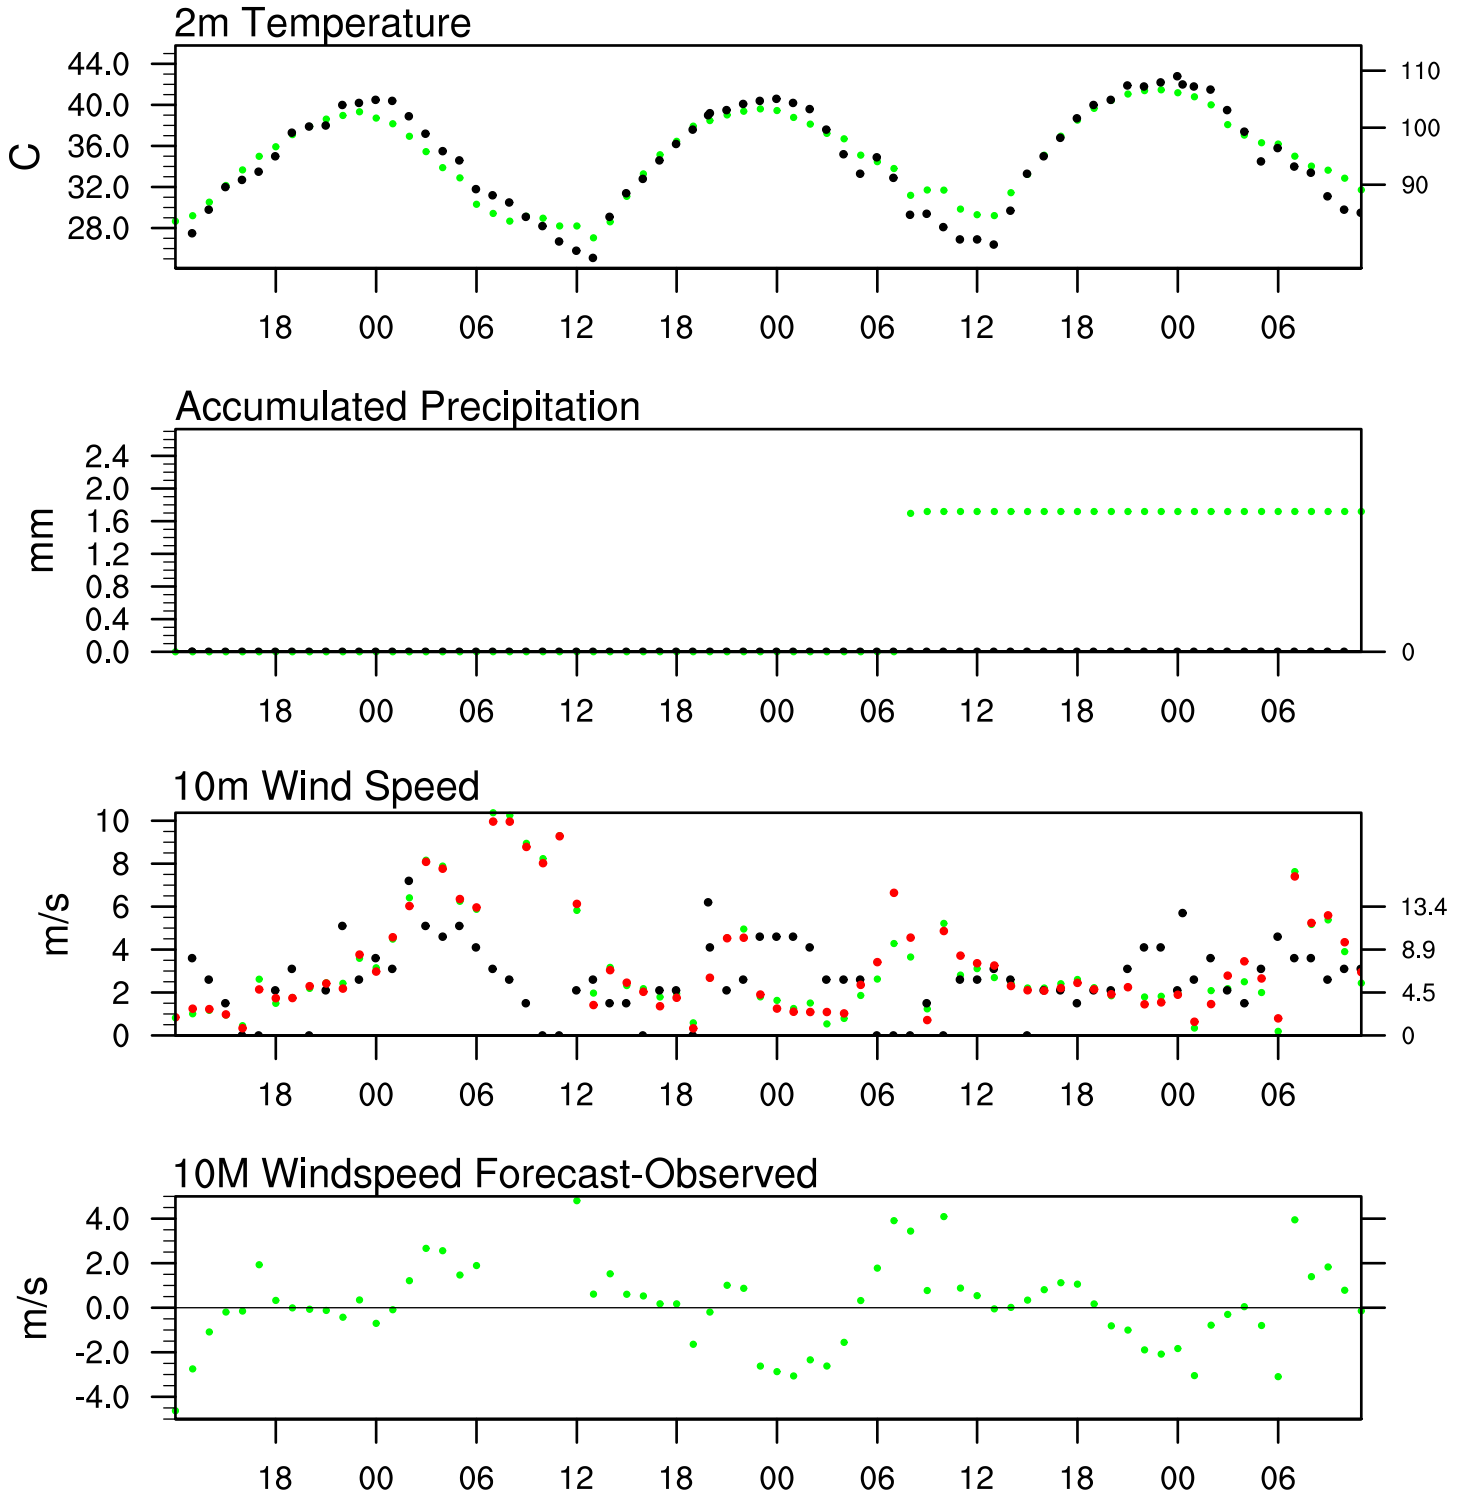 2m Temperature
44.0
40.0
36.0
32.0
28.0
C
110
100
90
18 00 06 12 18 00 06 12 18 00 06
Accumulated Precipitation
2.4
2.0
1.6
1.2
0.8
0.4
0.0
mm
0
18 00 06 12 18 00 06 12 18 00 06
10m Wind Speed
10
8
6
4
2
0
m/s
13.4
8.9
4.5
0
18 00 06 12 18 00 06 12 18 00 06
10M Windspeed Forecast-Observed
4.0
2.0
0.0
-2.0
-4.0
m/s
18 00 06 12 18 00 06 12 18 00 06